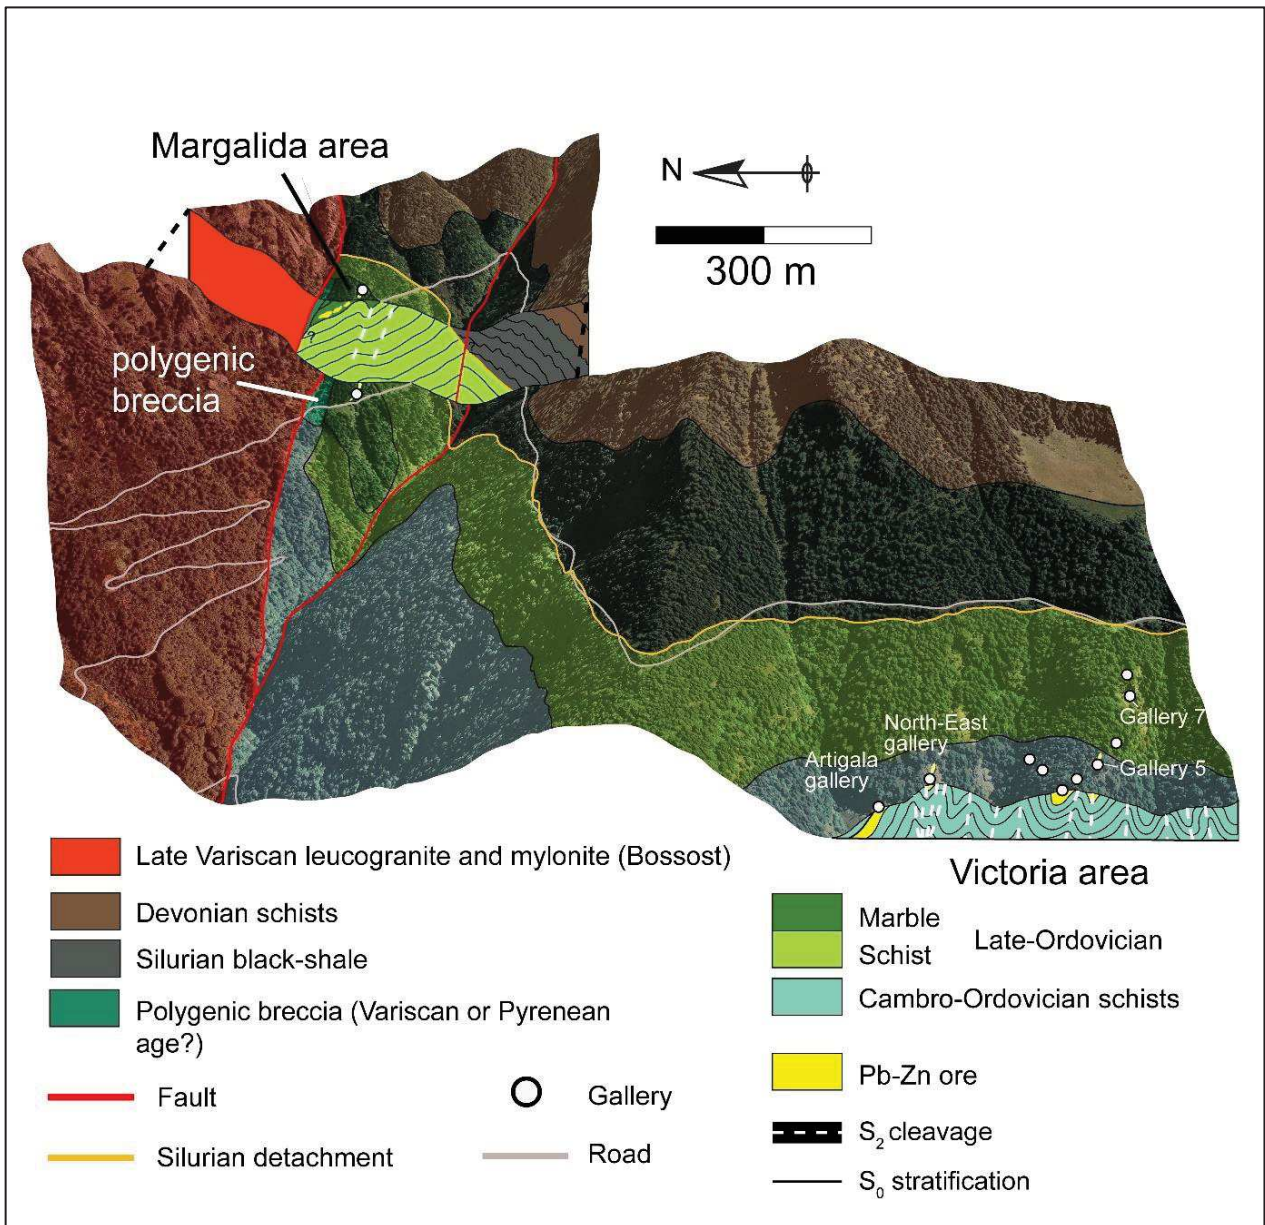 Margalida area
N
300 m
polygenic
breccia
North-East
gallery
Artigala
gallery
Gallery 7
Gallery 5
Victoria area
?
Late Variscan leucogranite and mylonite (Bossost)
Devonian schists
Silurian black-shale
Polygenic breccia (Variscan or Pyrenean
age?)
Fault
Silurian detachment
Gallery
Road
Marble
Schist
Late-Ordovician
Cambro-Ordovician schists
Pb-Zn ore
S2 cleavage
S0 stratification